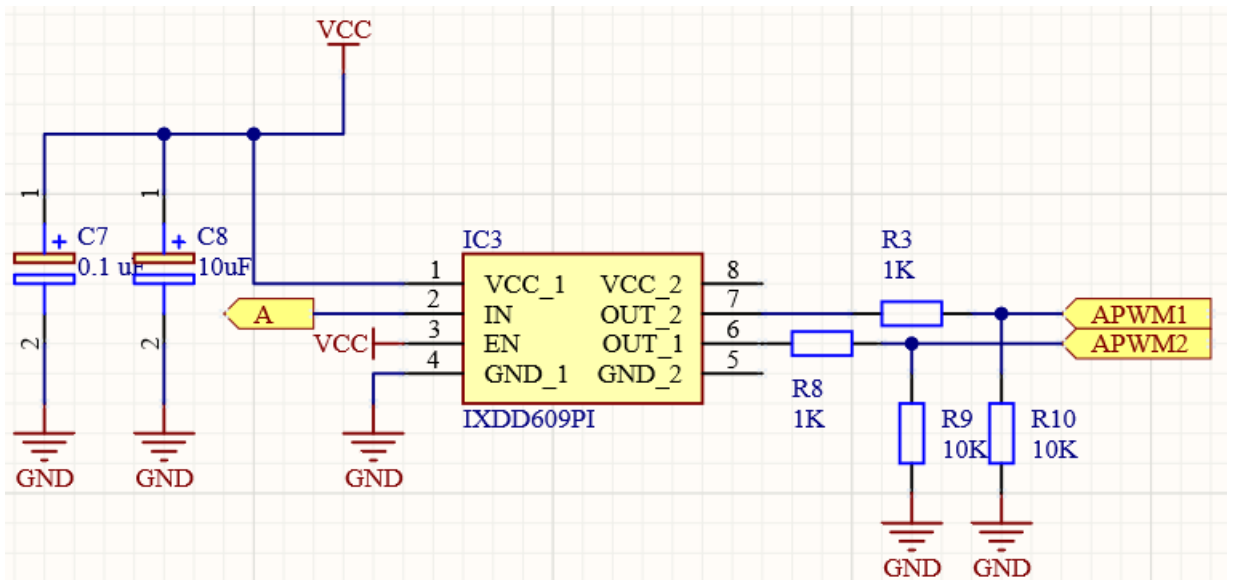 VCC
1
1
C7
0.1 uF
C8
10uF
2
2
GND
GND
A
VCC
GND
IC3
1
2
3
4
VCC_1
IN
EN
GND_1
VCC_2
OUT_2
OUT_1
GND_2
8
7
6
5
IXDD609PI
R3
1K
R8
1K
APWM1
APWM2
R9
10K
R10
10K
GND
GND